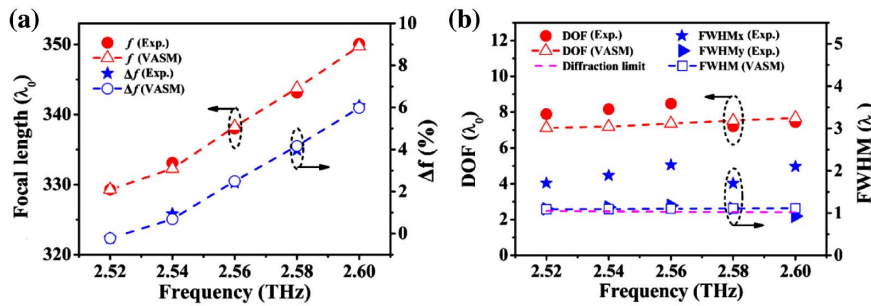 (a)
350
340
330
320
Focal length (λ0)
10
8
6
4
2
0
Δf (%)
f (Exp.)
f (VASM)
Δf (Exp.)
Δf (VASM)
2.52 2.54 2.56 2.58 2.60
Frequency (THz)
(b)
14
12
10
8
6
4
2
0
DOF (λ0)
5
4
3
2
1
0
FWHM (λ
DOF (Exp.)
DOF (VASM)
Diffraction limit
FWHMx (Exp.)
FWHMy (Exp.)
FWHM (VASM)
2.52 2.54 2.56 2.58 2.60
Frequency (THz)